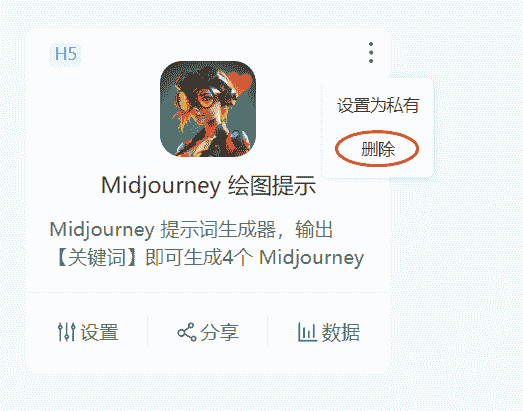 H5
设置为私有
删除
Midjourney 绘图提示
Midjourney 提示词生成器，输出
【关键词】即可生成4个 Midjourney
设置
分享
数据